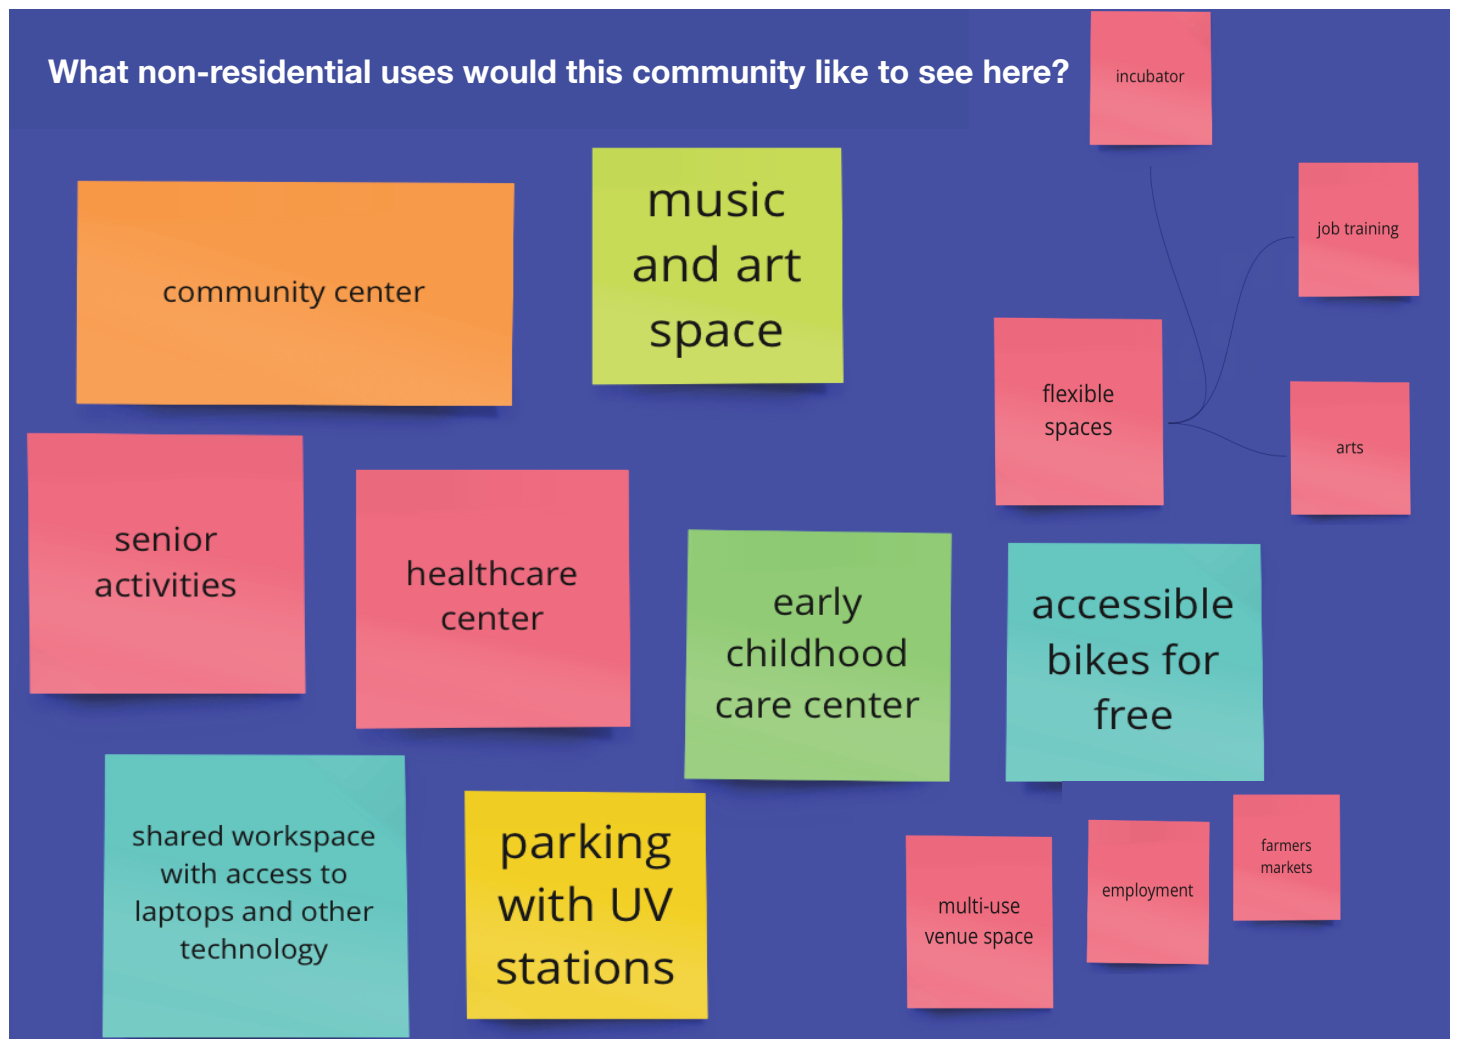 What non-residential uses would this community like to see here?
incubator
music
and art
space
job training
community center
flexible
spaces
arts
senior
activities
healthcare
center
early
childhood
care center
accessible
bikes for
free
shared workspace
with access to
laptops and other
technology
parking
with UV
stations
multi-use
venue space
employment
farmers
markets